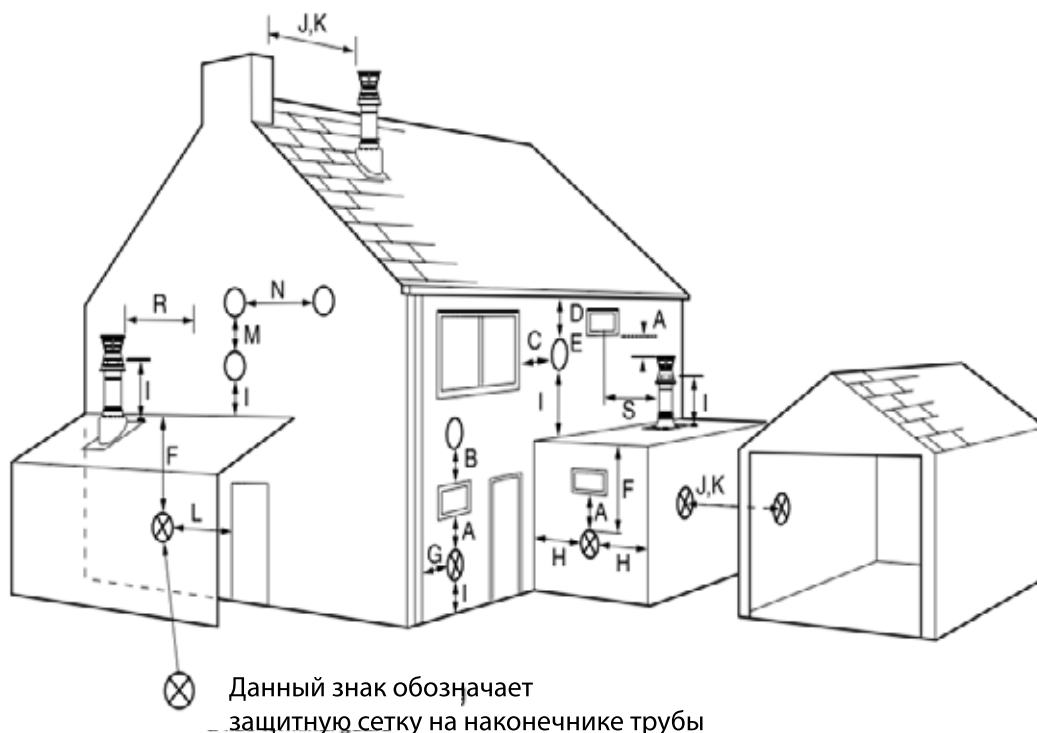 J,K
N
R
M
I
I
F
L
D
E
C
A
I
S
I
B
A
G
I
F
A
H
H
J,K
Данный знак обозначает
защитную сетку на наконечнике трубы